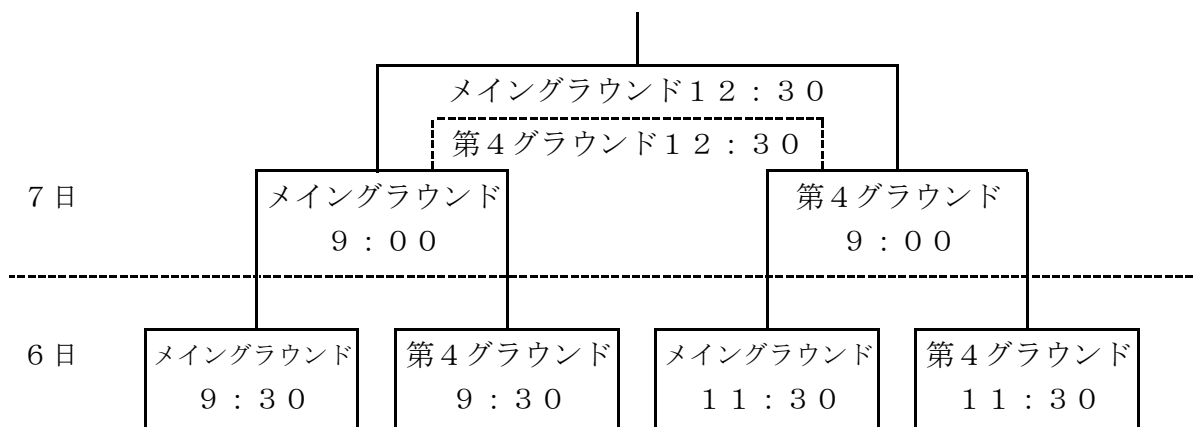 メイングラウンド１２：３０
第４グラウンド１２：３０
７日
メイングラウンド
９：００
第４グラウンド
９：００
６日
メイングラウンド
９：３０
第４グラウンド
９：３０
メイングラウンド
１１：３０
第４グラウンド
１１：３０